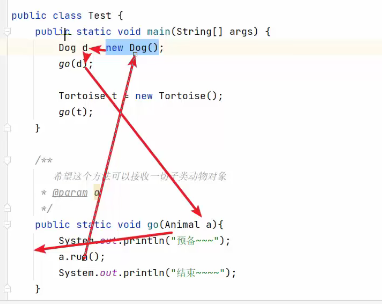 public class Test {
public static void main(String[] args) {
Dog d = new Dog();
go(d);
Tortoise t = new Tortoise();
go(t);
}
/**
希望这个方法可以接收一切子类动物对象
* @param a
*/
public static void go(Animal a){
System.out.println("预备~~~");
a.run();
System.out.println("结束~~~~");
}